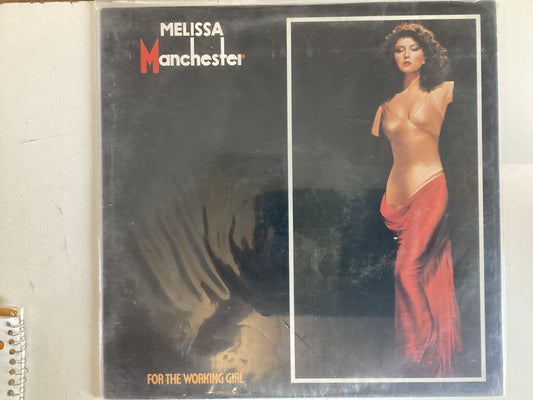 MELISSA
Manchester
FOR THE WORKING GIRL